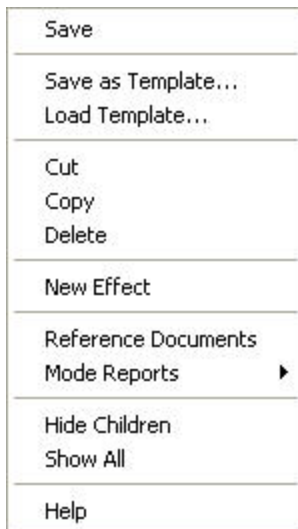 Save
Save as Template...
Load Template...
Cut
Copy
Delete
New Effect
Reference Documents
Mode Reports
Hide Children
Show All
Help